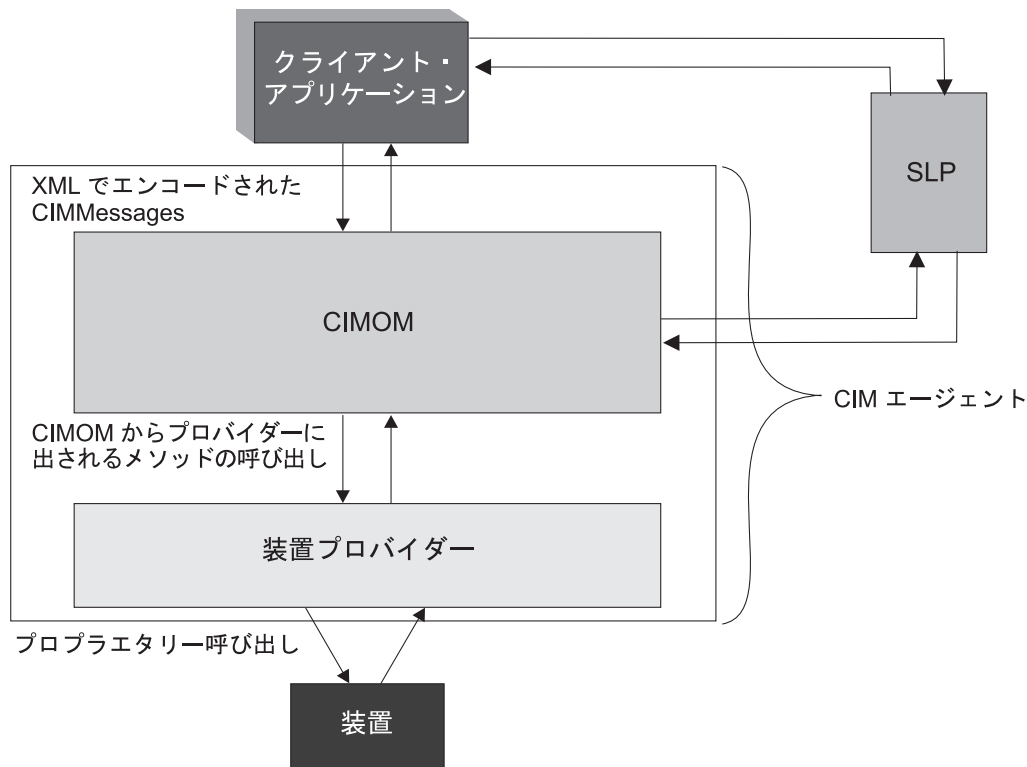 クライアント・
アプリケーション
SLP
XML でエンコードされた
CIMMessages
CIMOM
CIM エージェント
CIMOM からプロバイダーに
出されるメソッドの呼び出し
装置プロバイダー
プロプラエタリー呼び出し
装置